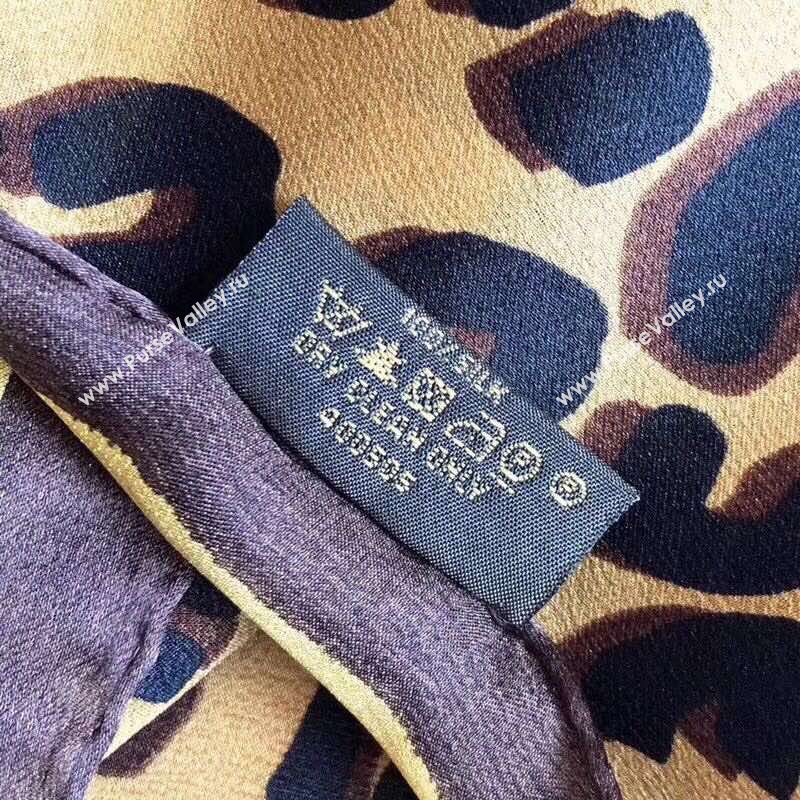 100% SILK
DRY CLEAN ONLY
400505
®
www.PurseValley.ru
www.PurseValley.ru